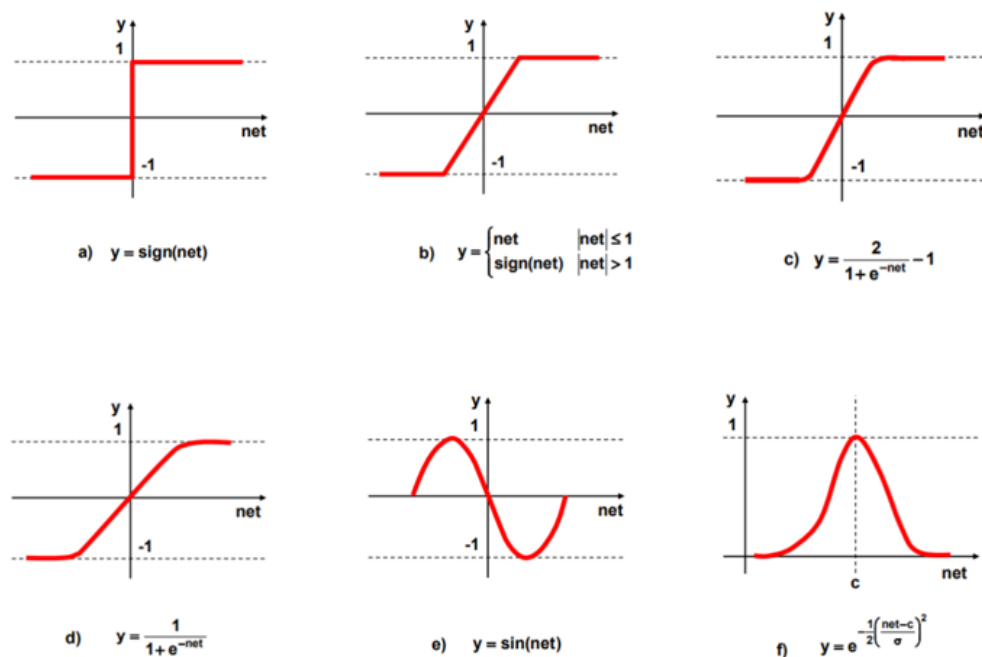 y
1
net
-1
a) y = sign(net)
y
1
net
-1
b) y = { net |net| ≤ 1
sign(net) |net| > 1
y
1
net
-1
c) y = 2 / (1 + e^{-net}) - 1
y
1
net
-1
d) y = 1 / (1 + e^{-net})
y
1
net
-1
e) y = sin(net)
y
1
c
net
f) y = e^{-1/2((net-c)/σ)^2}